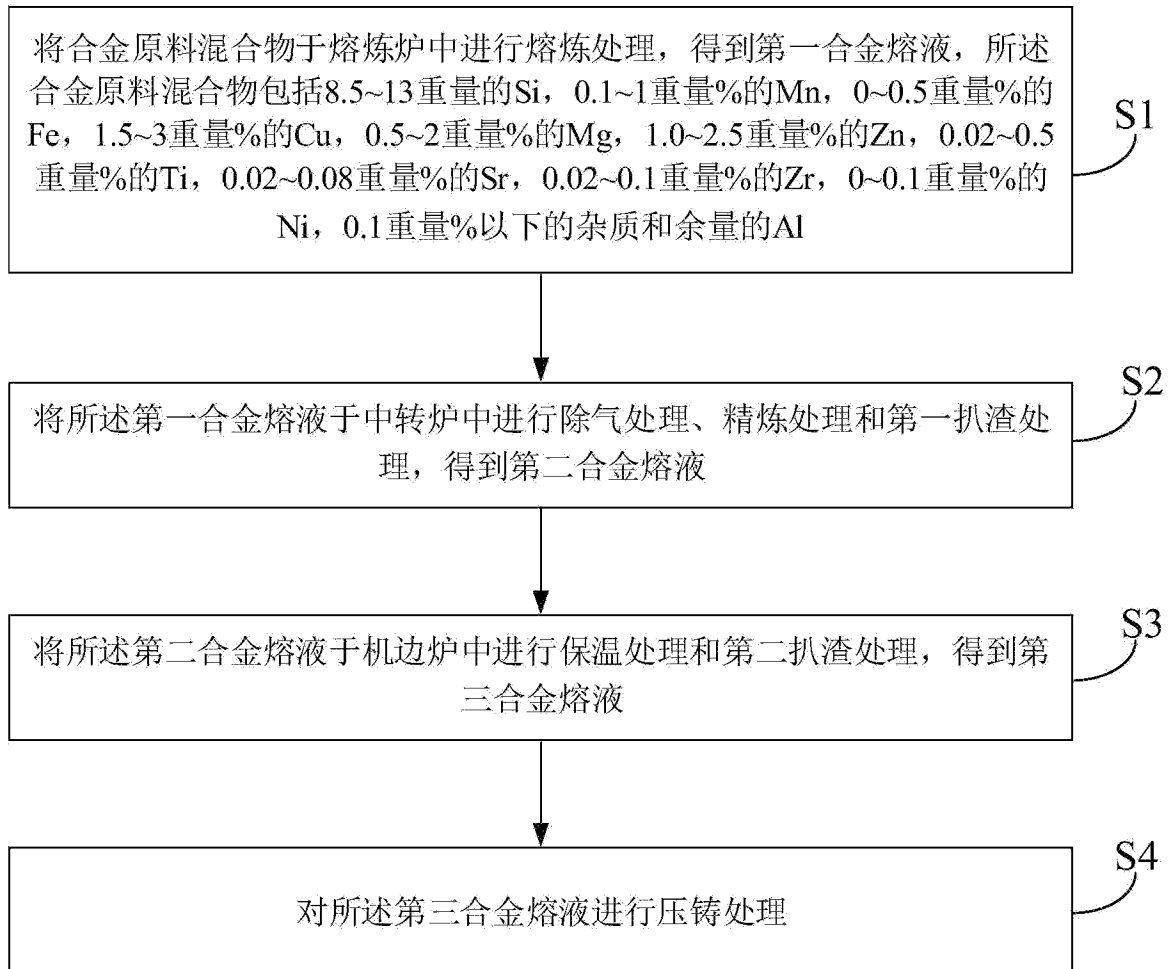 将合金原料混合物于熔炼炉中进行熔炼处理，得到第一合金熔液，所述
合金原料混合物包括8.5~13重量的Si，0.1~1重量%的Mn，0~0.5重量%的
Fe，1.5~3重量%的Cu，0.5~2重量%的Mg，1.0~2.5重量%的Zn，0.02~0.5
重量%的Ti，0.02~0.08重量%的Sr，0.02~0.1重量%的Zr，0~0.1重量%的
Ni，0.1重量%以下的杂质和余量的Al
S1
将所述第一合金熔液于中转炉中进行除气处理、精炼处理和第一扒渣处
理，得到第二合金熔液
S2
将所述第二合金熔液于机边炉中进行保温处理和第二扒渣处理，得到第
三合金熔液
S3
对所述第三合金熔液进行压铸处理
S4